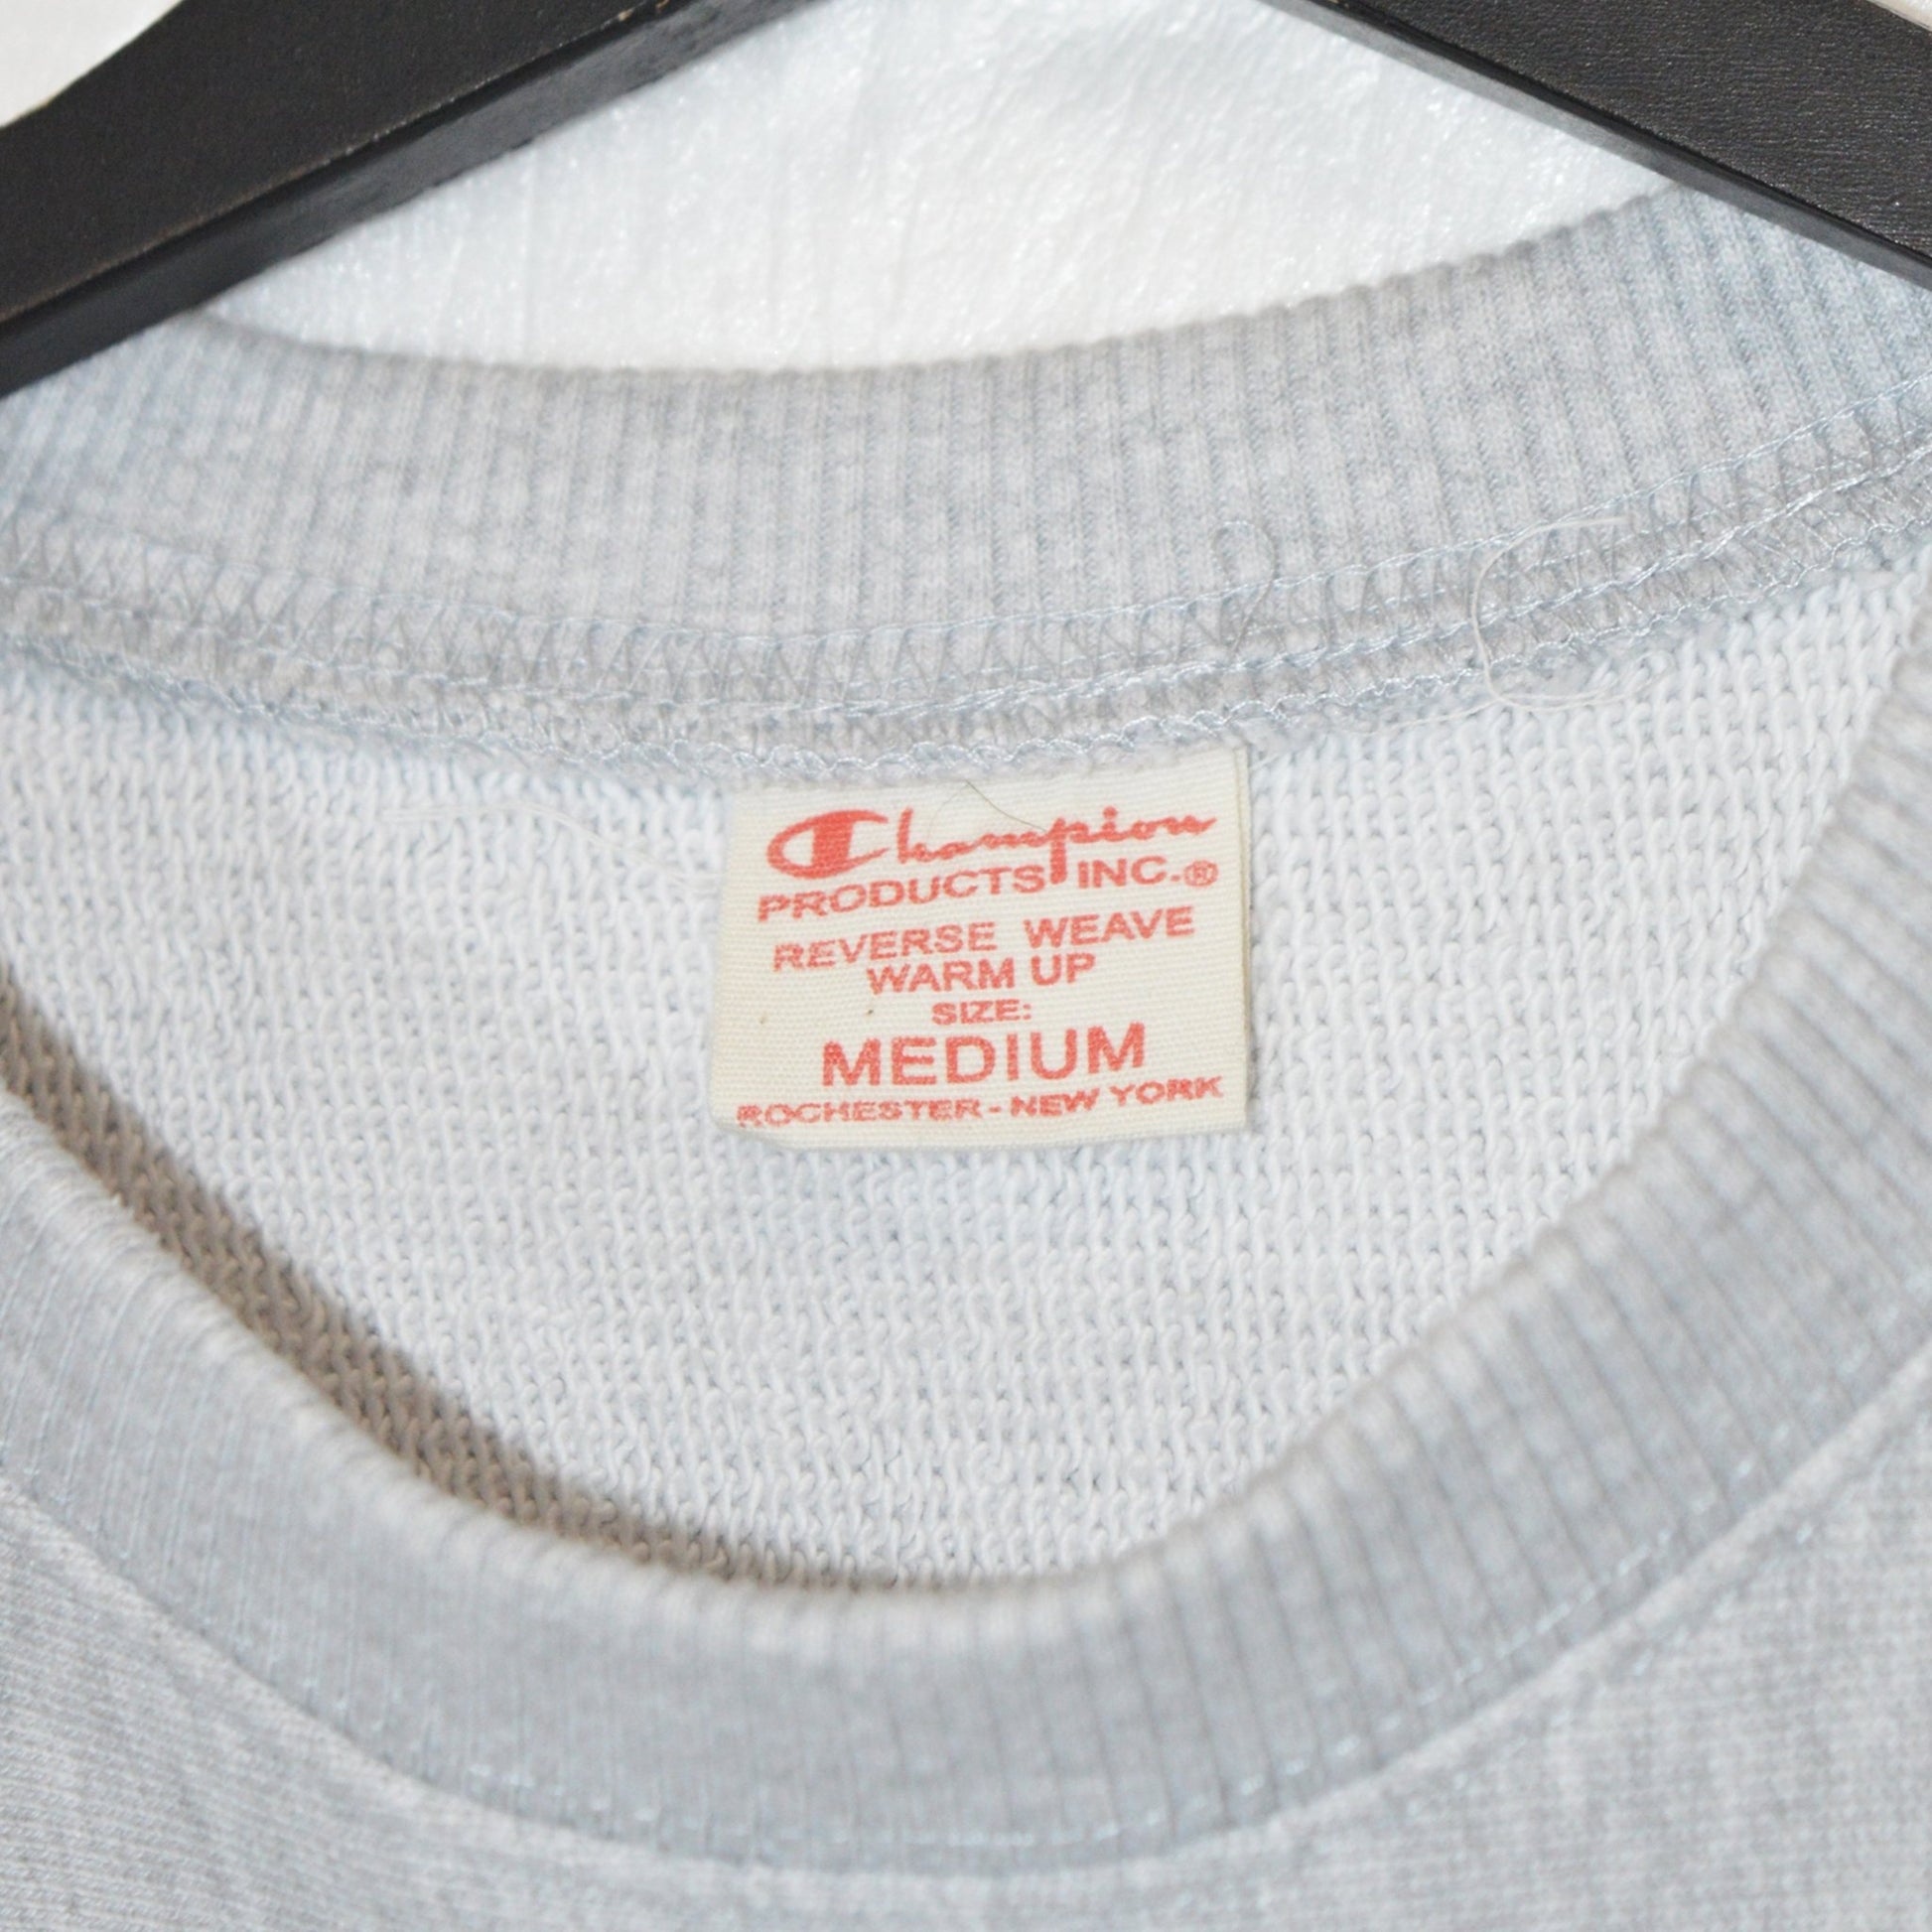 Champion
PRODUCTS INC.®
REVERSE WEAVE
WARM UP
SIZE:
MEDIUM
ROCHESTER - NEW YORK